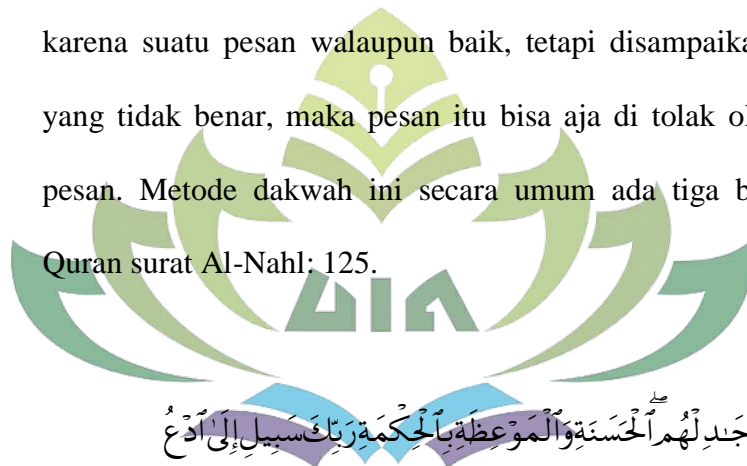 karena suatu pesan walaupun baik, tetapi disampaika
yang tidak benar, maka pesan itu bisa aja di tolak ol
pesan. Metode dakwah ini secara umum ada tiga b
Quran surat Al-Nahl: 125.
ٱدْعُ إِلَىٰ سَبِيلِ رَبِّكَ بِٱلْحِكْمَةِ وَٱلْمَوْعِظَةِ ٱلْحَسَنَةِ ۖ جَـٰدِلْهُم